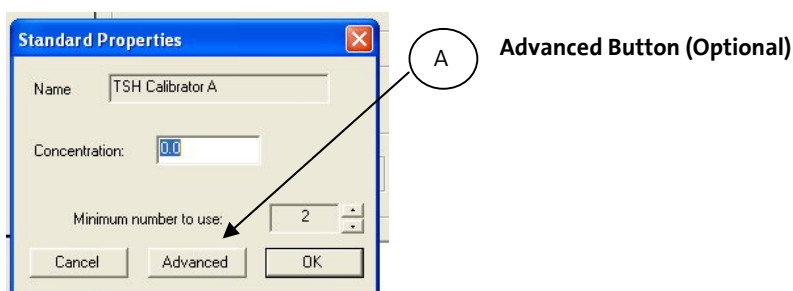 Standard Properties
A
Advanced Button (Optional)
Name TSH Calibrator A
Concentration: 0.0
Minimum number to use: 2
Cancel Advanced OK